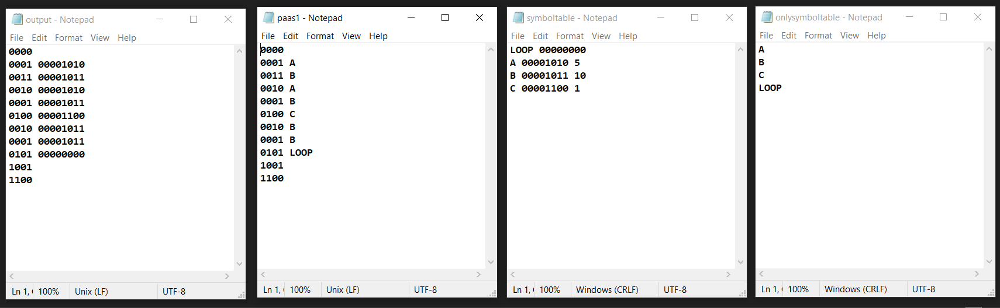 output - Notepad
File Edit Format View Help
0000
0001 00001010
0011 00001011
0010 00001010
0001 00001011
0100 00001100
0010 00001011
0001 00001011
0101 00000000
1001
1100
Ln 1, 100% Unix (LF) UTF-8
paas1 - Notepad
File Edit Format View Help
0000
0001 A
0011 B
0010 A
0001 B
0100 C
0010 B
0001 B
0101 LOOP
1001
1100
Ln 1, 100% Unix (LF) UTF-8
symboltable - Notepad
File Edit Format View Help
LOOP 00000000
A 00001010 5
B 00001011 10
C 00001100 1
Ln 1, 100% Windows (CRLF) UTF-8
onlysymboltable - Notepad
File Edit Format View Help
A
B
C
LOOP
Ln 1, 100% Windows (CRLF) UTF-8